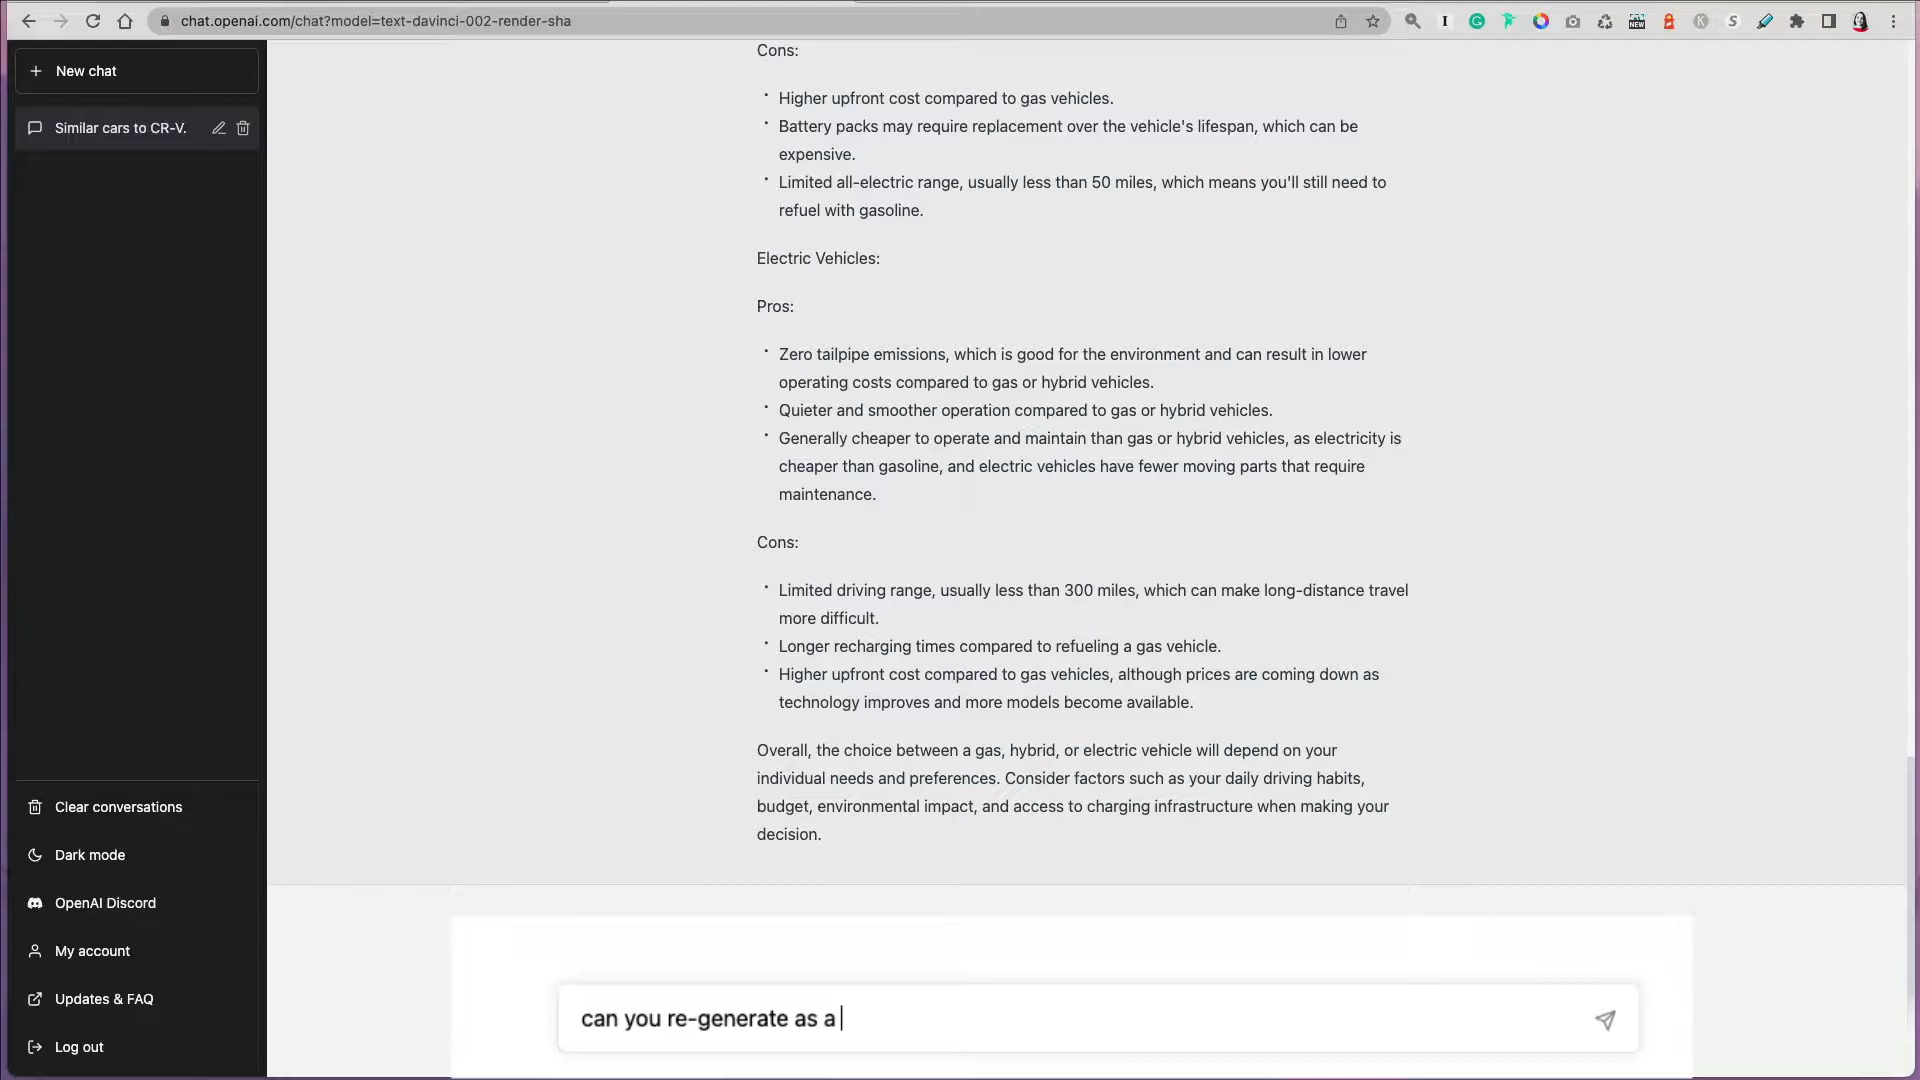 chat.openai.com/chat?model=text-davinci-002-render-sha
I
NEW
K
S
New chat
Similar cars to CR-V.
Cons:
Higher upfront cost compared to gas vehicles.
Battery packs may require replacement over the vehicle's lifespan, which can be
expensive.
Limited all-electric range, usually less than 50 miles, which means you'll still need to
refuel with gasoline.
Electric Vehicles:
Pros:
Zero tailpipe emissions, which is good for the environment and can result in lower
operating costs compared to gas or hybrid vehicles.
Quieter and smoother operation compared to gas or hybrid vehicles.
Generally cheaper to operate and maintain than gas or hybrid vehicles, as electricity is
cheaper than gasoline, and electric vehicles have fewer moving parts that require
maintenance.
Cons:
Limited driving range, usually less than 300 miles, which can make long-distance travel
more difficult.
Longer recharging times compared to refueling a gas vehicle.
Higher upfront cost compared to gas vehicles, although prices are coming down as
technology improves and more models become available.
Overall, the choice between a gas, hybrid, or electric vehicle will depend on your
individual needs and preferences. Consider factors such as your daily driving habits,
budget, environmental impact, and access to charging infrastructure when making your
decision.
Clear conversations
Dark mode
OpenAI Discord
My account
Updates & FAQ
Log out
can you re-generate as a